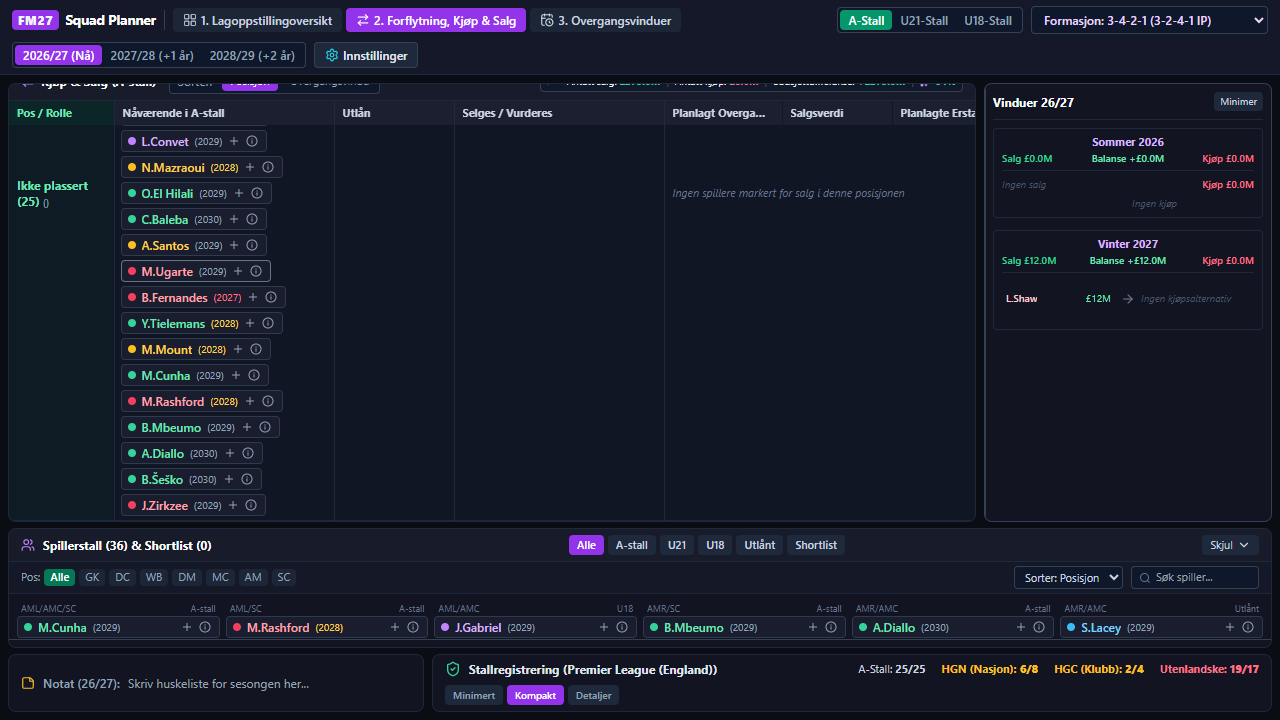 FM27 Squad Planner
1. Lagoppstillingoversikt
2. Forflytning, Kjøp & Salg
3. Overgangsvinduer
A-Stall U21-Stall U18-Stall
Formasjon: 3-4-2-1 (3-2-4-1 IP)
2026/27 (Nå) 2027/28 (+1 år) 2028/29 (+2 år)
Innstillinger
Pos / Rolle Nåværende i A-stall Utlån Selges / Vurderes Planlagt Overga... Salgsverdi Planlagte Ersta
Ikke plassert
(25) ()
L.Convet (2029) +
N.Mazraoui (2028) +
O.El Hilali (2029) +
C.Baleba (2030) +
A.Santos (2029) +
M.Ugarte (2029) +
B.Fernandes (2027) +
Y.Tielemans (2028) +
M.Mount (2028) +
M.Cunha (2029) +
M.Rashford (2028) +
B.Mbeumo (2029) +
A.Diallo (2030) +
B.Šeško (2030) +
J.Zirkzee (2029) +
Ingen spillere markert for salg i denne posisjonen
Vinduer 26/27 Minimer
Sommer 2026
Salg £0.0M Balanse +£0.0M Kjøp £0.0M
Ingen salg Kjøp £0.0M
Ingen kjøp
Vinter 2027
Salg £12.0M Balanse +£12.0M Kjøp £0.0M
L.Shaw £12M → Ingen kjøpsalternativ
Spillerstall (36) & Shortlist (0)
Alle A-stall U21 U18 Utlånt Shortlist
Skjul
Pos: Alle GK DC WB DM MC AM SC
Sorter: Posisjon
Søk spiller...
AML/AMC/SC A-stall
M.Cunha (2029) +
AML/SC A-stall
M.Rashford (2028) +
AML/AMC U18
J.Gabriel (2029) +
AMR/SC A-stall
B.Mbeumo (2029) +
AMR/AMC A-stall
A.Diallo (2030) +
AMR/AMC Utlånt
S.Lacey (2029) +
Notat (26/27): Skriv huskeliste for sesongen her...
Stallregistrering (Premier League (England))
A-Stall: 25/25 HGN (Nasjon): 6/8 HGC (Klubb): 2/4 Utenlandske: 19/17
Minimert Kompakt Detaljer